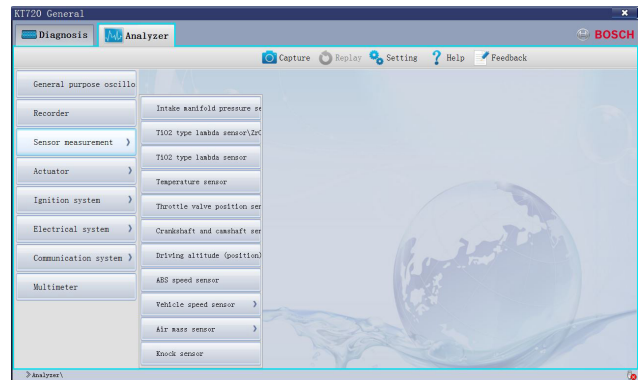 KT720 General
Diagnosis
Analyzer
BOSCH
Capture
Replay
Setting
Help
Feedback
General purpose oscillo
Recorder
Sensor measurement
Actuator
Ignition system
Electrical system
Communication system
Multimeter
Intake manifold pressure se
TiO2 type lambda sensor\ZrO
TiO2 type lambda sensor
Temperature sensor
Throttle valve position sen
Crankshaft and camshaft sen
Driving altitude (position)
ABS speed sensor
Vehicle speed sensor
Air mass sensor
Knock sensor
Analyzer\